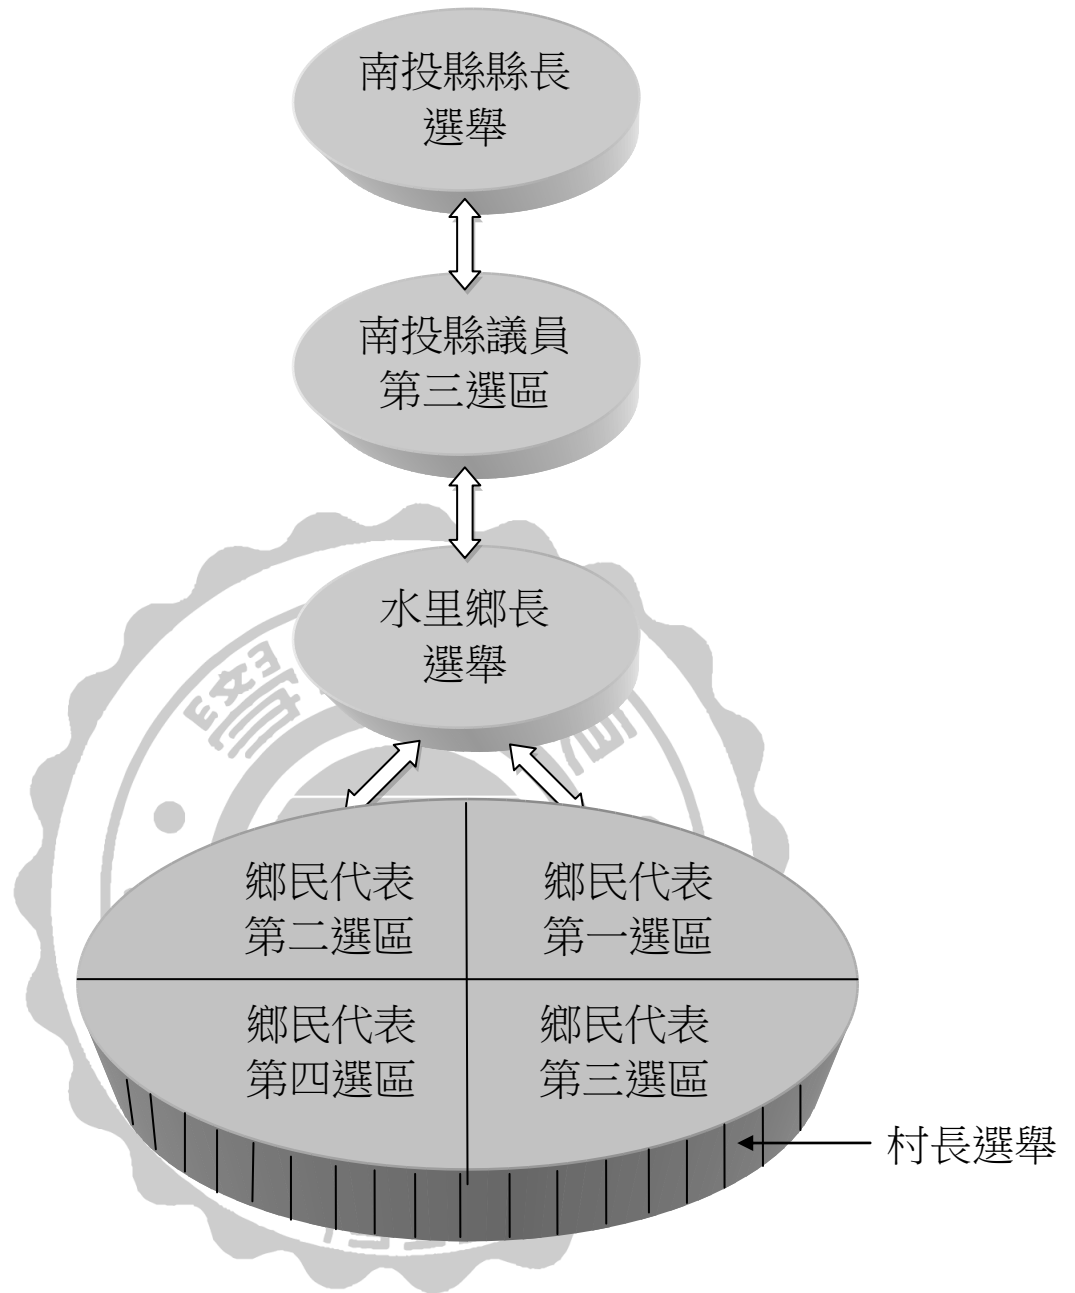 南投縣縣長
選舉
南投縣議員
第三選區
水里鄉長
選舉
鄉民代表
第二選區
鄉民代表
第一選區
鄉民代表
第四選區
鄉民代表
第三選區
村長選舉